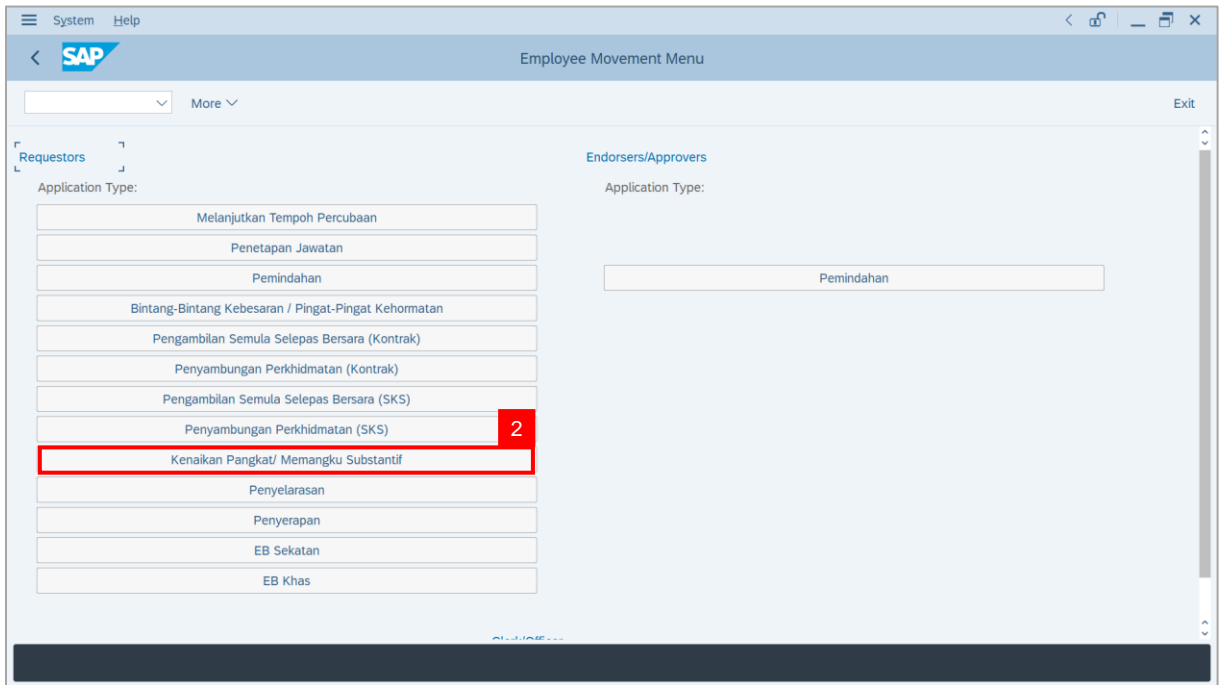 System Help
SAP
Employee Movement Menu
More
Exit
Requestors
Application Type:
Melanjutkan Tempoh Percubaan
Penetapan Jawatan
Pemindahan
Bintang-Bintang Kebesaran / Pingat-Pingat Kehormatan
Pengambilan Semula Selepas Bersara (Kontrak)
Penyambungan Perkhidmatan (Kontrak)
Pengambilan Semula Selepas Bersara (SKS)
Penyambungan Perkhidmatan (SKS)
2
Kenaikan Pangkat/ Memangku Substantif
Penyelarasan
Penyerapan
EB Sekatan
EB Khas
Endorsers/Approvers
Application Type:
Pemindahan